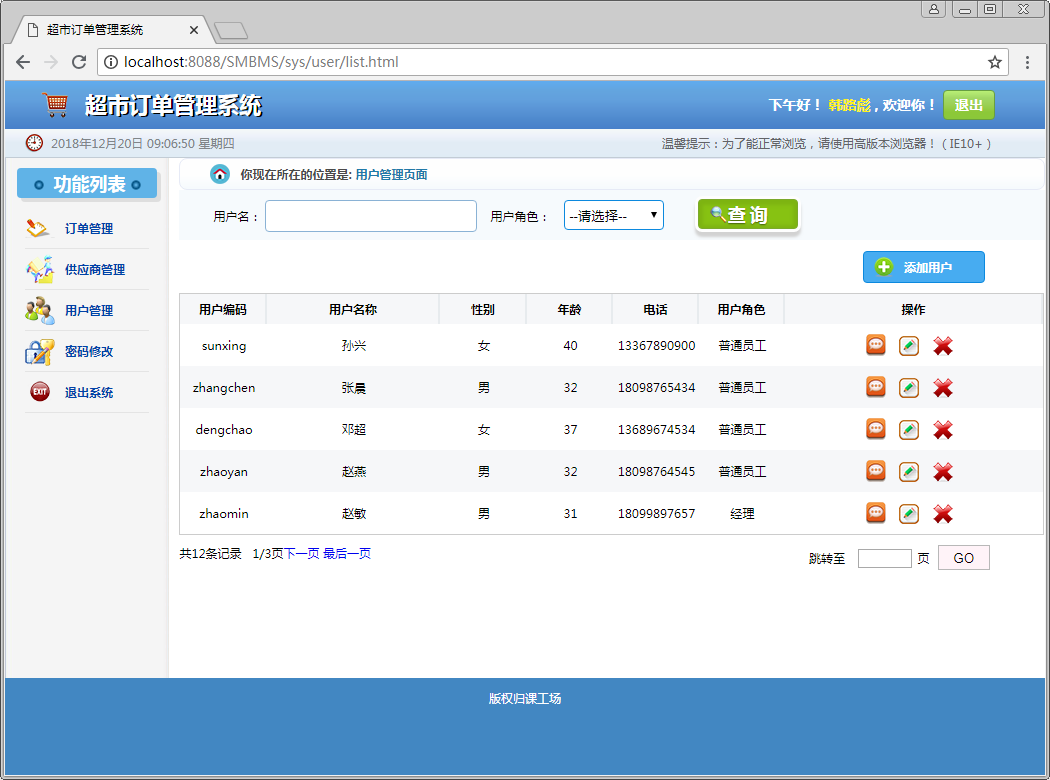 超市订单管理系统
localhost:8088/SMBMS/sys/user/list.html
超市订单管理系统
下午好！ 韩路彪 , 欢迎你！ 退出
2018年12月20日 09:06:50 星期四
温馨提示：为了能正常浏览，请使用高版本浏览器！（IE10+）
功能列表
订单管理
供应商管理
用户管理
密码修改
EXIT 退出系统
你现在所在的位置是: 用户管理页面
用户名： 用户角色： --请选择-- 查 询
添加用户
用户编码 用户名称 性别 年龄 电话 用户角色 操作
sunxing 孙兴 女 40 13367890900 普通员工
zhangchen 张晨 男 32 18098765434 普通员工
dengchao 邓超 女 37 13689674534 普通员工
zhaoyan 赵燕 男 32 18098764545 普通员工
zhaomin 赵敏 男 31 18099897657 经理
共12条记录 1/3页下一页 最后一页
跳转至 页 GO
版权归课工场